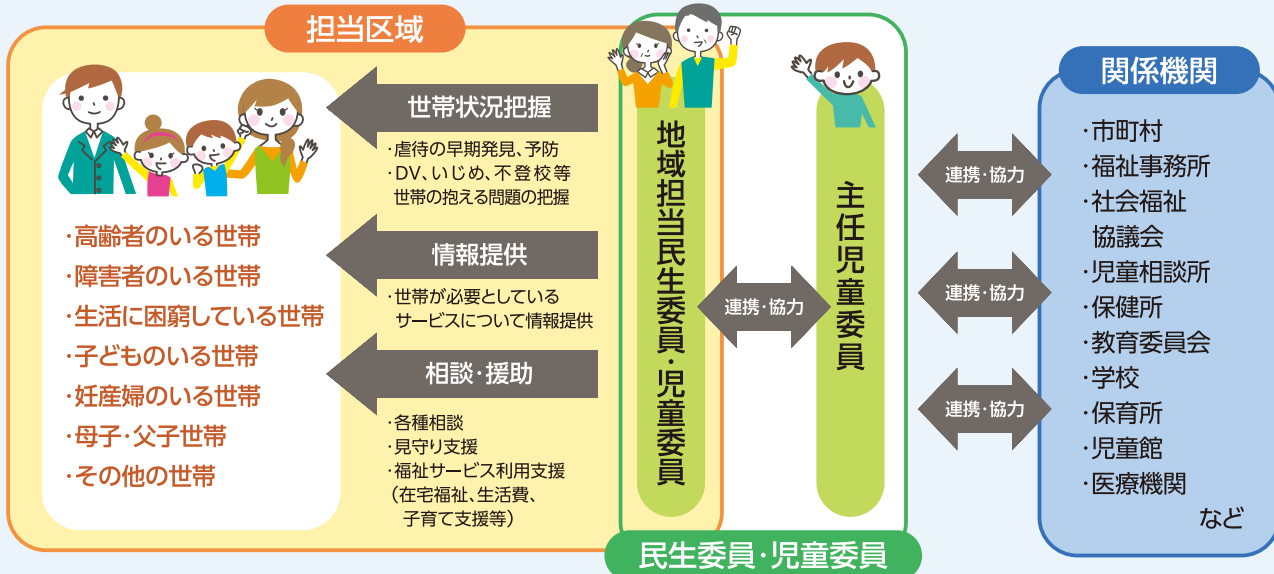 担当区域
・高齢者のいる世帯
・障害者のいる世帯
・生活に困窮している世帯
・子どものいる世帯
・妊産婦のいる世帯
・母子・父子世帯
・その他の世帯
世帯状況把握
・虐待の早期発見、予防
・DV、いじめ、不登校等
世帯の抱える問題の把握
情報提供
・世帯が必要としている
サービスについて情報提供
相談・援助
・各種相談
・見守り支援
・福祉サービス利用支援
(在宅福祉、生活費、
子育て支援等)
地域担当民生委員・児童委員
連携・協力
主任児童委員
民生委員・児童委員
連携・協力
連携・協力
連携・協力
関係機関
・市町村
・福祉事務所
・社会福祉
協議会
・児童相談所
・保健所
・教育委員会
・学校
・保育所
・児童館
・医療機関
など